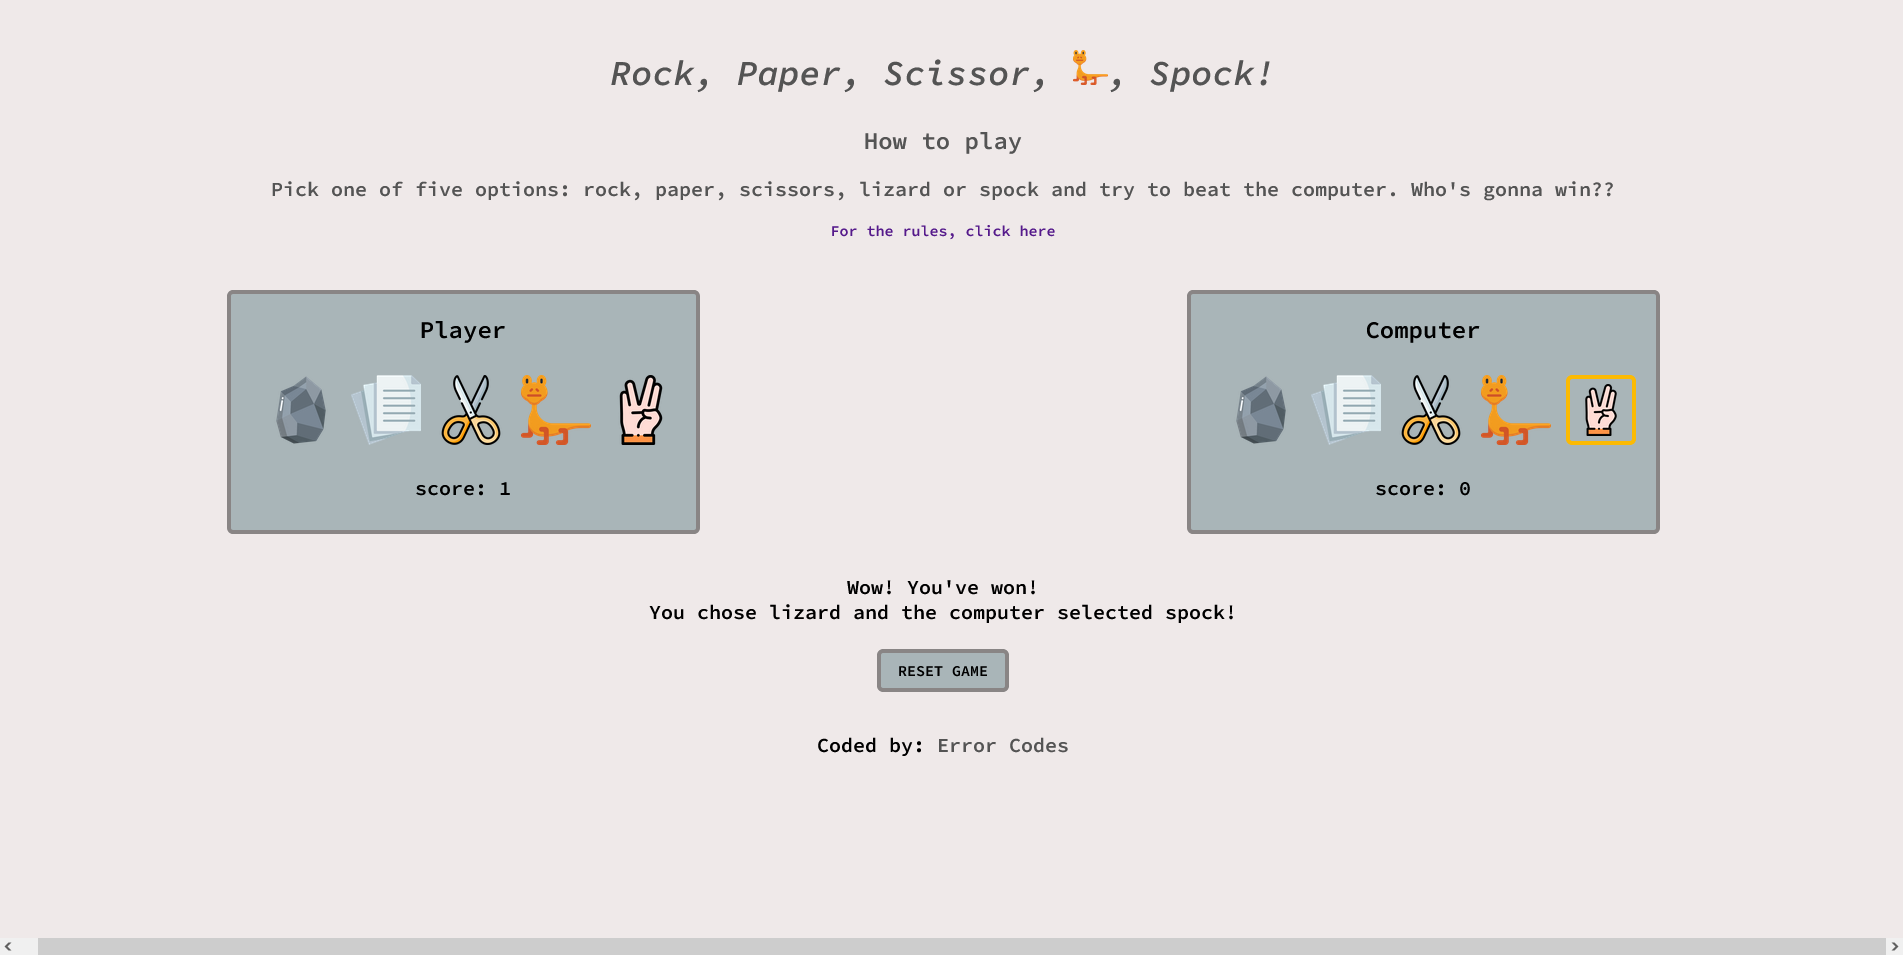 Rock, Paper, Scissor, , Spock!
How to play
Pick one of five options: rock, paper, scissors, lizard or spock and try to beat the computer. Who's gonna win??
For the rules, click here
Player
score: 1
Computer
score: 0
Wow! You've won!
You chose lizard and the computer selected spock!
RESET GAME
Coded by: Error Codes